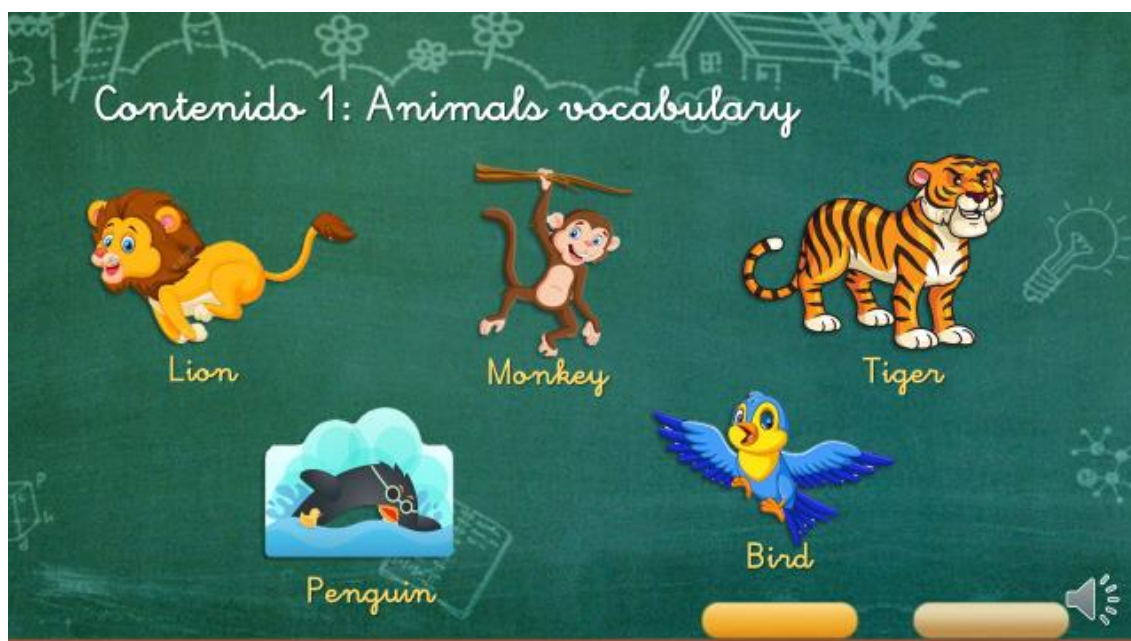 Contenido 1: Animals vocabulary
Lion
Monkey
Tiger
Penguin
Bird